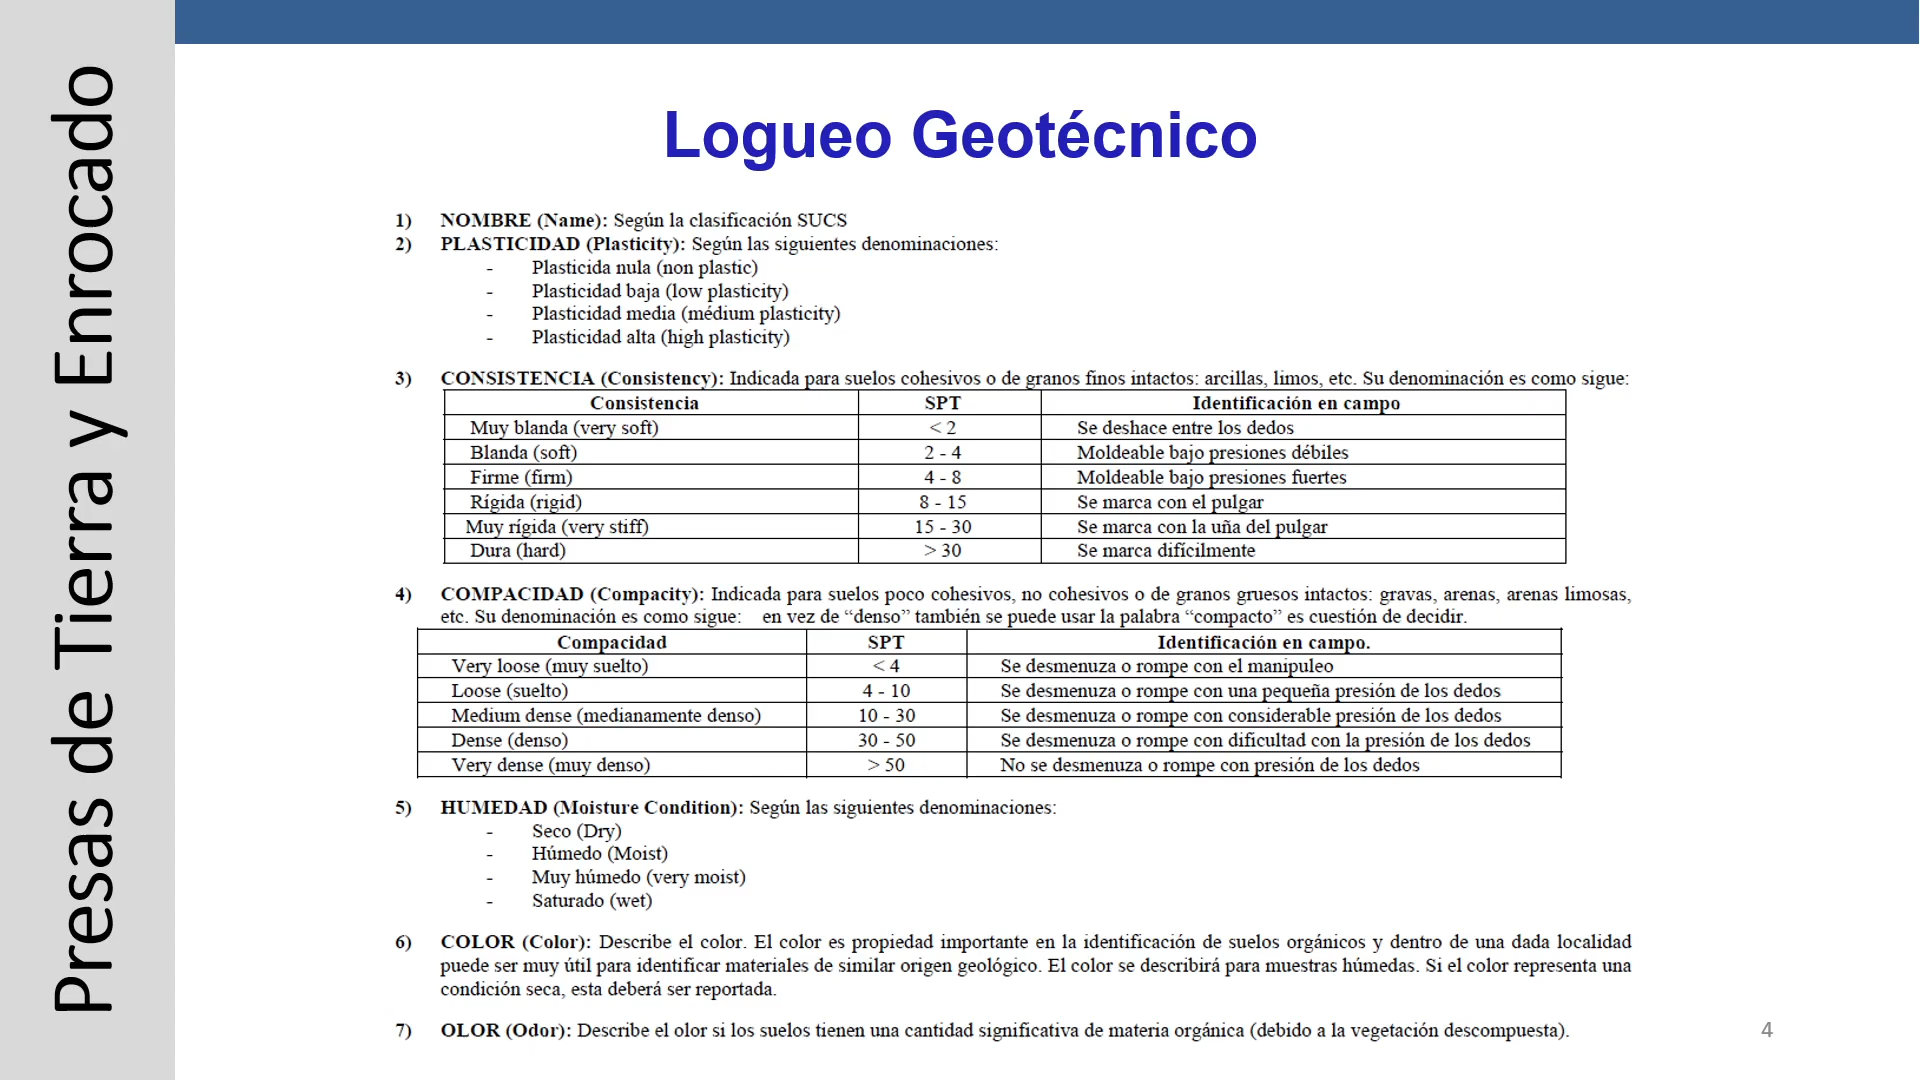 Presas de Tierra y Enrocado
Logueo Geotécnico
1) NOMBRE (Name): Según la clasificación SUCS
2) PLASTICIDAD (Plasticity): Según las siguientes denominaciones:
- Plasticida nula (non plastic)
- Plasticidad baja (low plasticity)
- Plasticidad media (médium plasticity)
- Plasticidad alta (high plasticity)
3) CONSISTENCIA (Consistency): Indicada para suelos cohesivos o de granos finos intactos: arcillas, limos, etc. Su denominación es como sigue:
Consistencia SPT Identificación en campo
Muy blanda (very soft) < 2 Se deshace entre los dedos
Blanda (soft) 2 - 4 Moldeable bajo presiones débiles
Firme (firm) 4 - 8 Moldeable bajo presiones fuertes
Rígida (rigid) 8 - 15 Se marca con el pulgar
Muy rígida (very stiff) 15 - 30 Se marca con la uña del pulgar
Dura (hard) > 30 Se marca difícilmente
4) COMPACIDAD (Compacity): Indicada para suelos poco cohesivos, no cohesivos o de granos gruesos intactos: gravas, arenas, arenas limosas,
etc. Su denominación es como sigue: en vez de “denso” también se puede usar la palabra “compacto” es cuestión de decidir.
Compacidad SPT Identificación en campo.
Very loose (muy suelto) < 4 Se desmenuza o rompe con el manipuleo
Loose (suelto) 4 - 10 Se desmenuza o rompe con una pequeña presión de los dedos
Medium dense (medianamente denso) 10 - 30 Se desmenuza o rompe con considerable presión de los dedos
Dense (denso) 30 - 50 Se desmenuza o rompe con dificultad con la presión de los dedos
Very dense (muy denso) > 50 No se desmenuza o rompe con presión de los dedos
5) HUMEDAD (Moisture Condition): Según las siguientes denominaciones:
- Seco (Dry)
- Húmedo (Moist)
- Muy húmedo (very moist)
- Saturado (wet)
6) COLOR (Color): Describe el color. El color es propiedad importante en la identificación de suelos orgánicos y dentro de una dada localidad
puede ser muy útil para identificar materiales de similar origen geológico. El color se describirá para muestras húmedas. Si el color representa una
condición seca, esta deberá ser reportada.
7) OLOR (Odor): Describe el olor si los suelos tienen una cantidad significativa de materia orgánica (debido a la vegetación descompuesta).
4